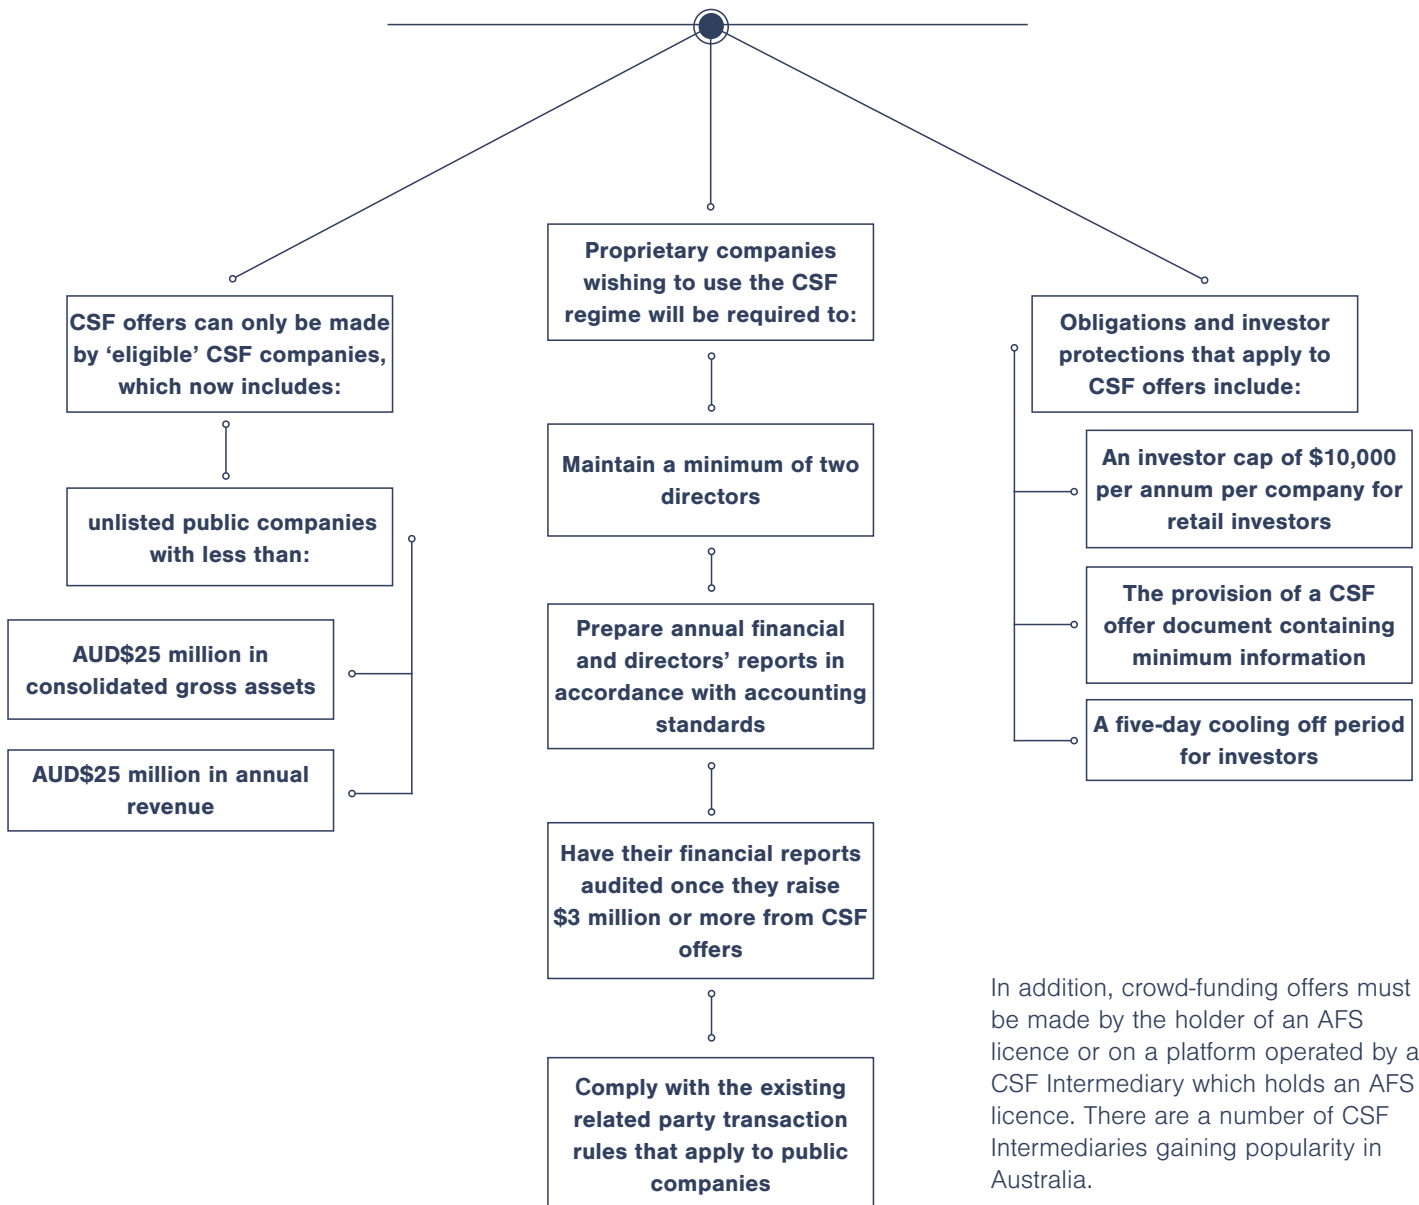 CSF offers can only be made
by ‘eligible’ CSF companies,
which now includes:
unlisted public companies
with less than:
AUD$25 million in
consolidated gross assets
AUD$25 million in annual
revenue
Proprietary companies
wishing to use the CSF
regime will be required to:
Maintain a minimum of two
directors
Prepare annual financial
and directors’ reports in
accordance with accounting
standards
Have their financial reports
audited once they raise
$3 million or more from CSF
offers
Comply with the existing
related party transaction
rules that apply to public
companies
Obligations and investor
protections that apply to
CSF offers include:
An investor cap of $10,000
per annum per company for
retail investors
The provision of a CSF
offer document containing
minimum information
A five-day cooling off period
for investors
In addition, crowd-funding offers must
be made by the holder of an AFS
licence or on a platform operated by a
CSF Intermediary which holds an AFS
licence. There are a number of CSF
Intermediaries gaining popularity in
Australia.